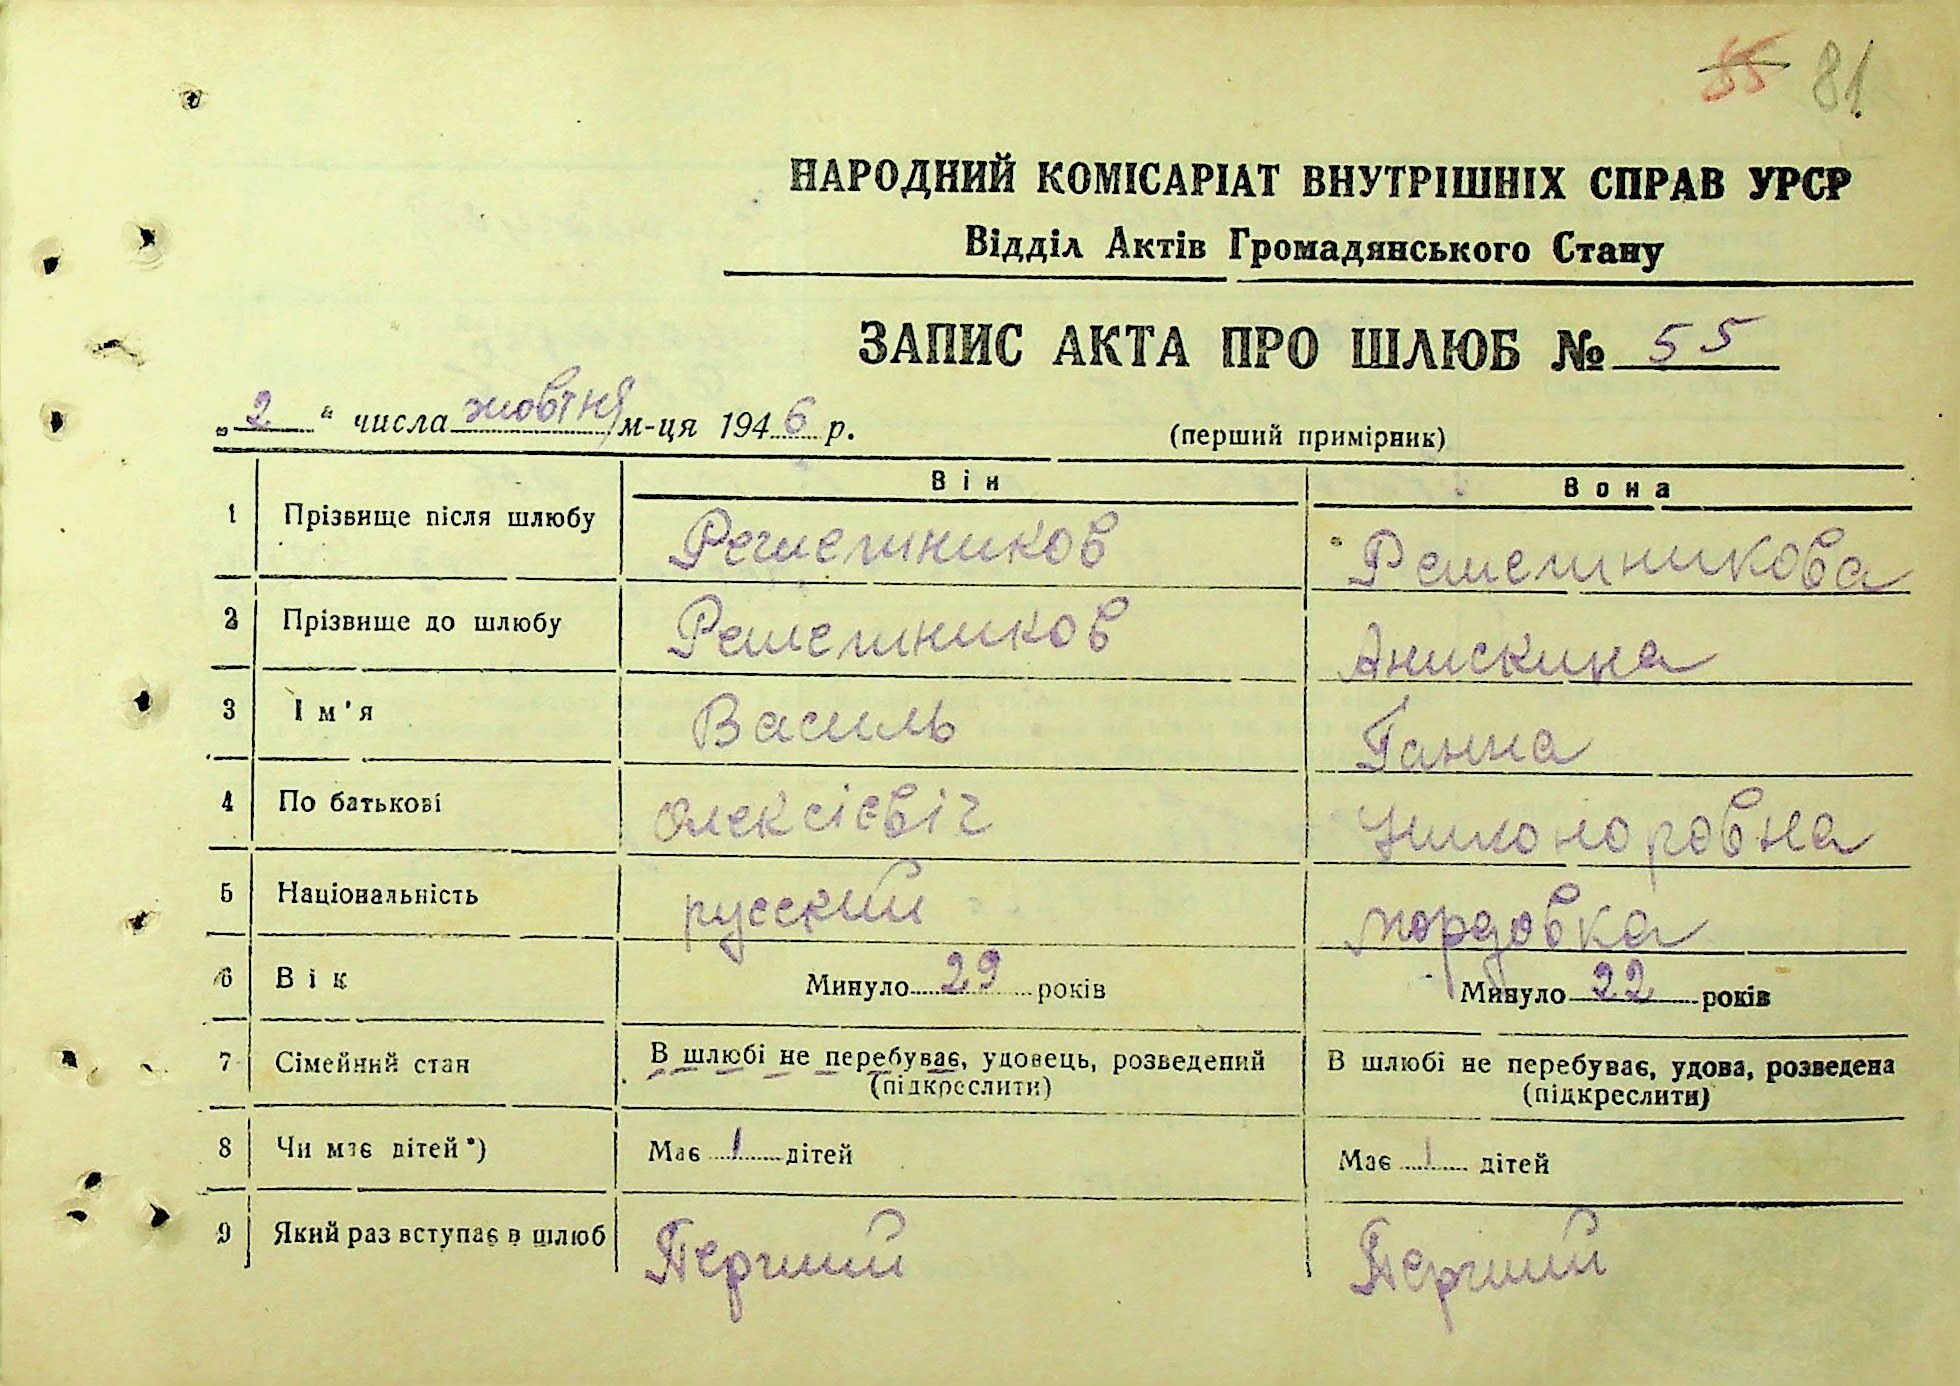 55 81.
НАРОДНИЙ КОМІСАРІАТ ВНУТРІШНІХ СПРАВ УРСР
Відділ Актів Громадянського Стану
ЗАПИС АКТА ПРО ШЛЮБ № 55
„2“ числа жовтня м-ця 1946 р.
(перший примірник)
Він Вона
1 Прізвище після шлюбу Решетников Решетникова
2 Прізвище до шлюбу Решетников Анискина
3 Ім'я Василь Ганна
4 По батькові Олексієвіч Никоноровна
5 Національність русский мордовка
6 Вік Минуло 29 років Минуло 22 років
7 Сімейний стан В шлюбі не перебуває, удовець, розведений В шлюбі не перебуває, удова, розведена
(підкреслити) (підкреслити)
8 Чи має дітей*) Має 1 дітей Має 1 дітей
9 Який раз вступає в шлюб Перший Перший